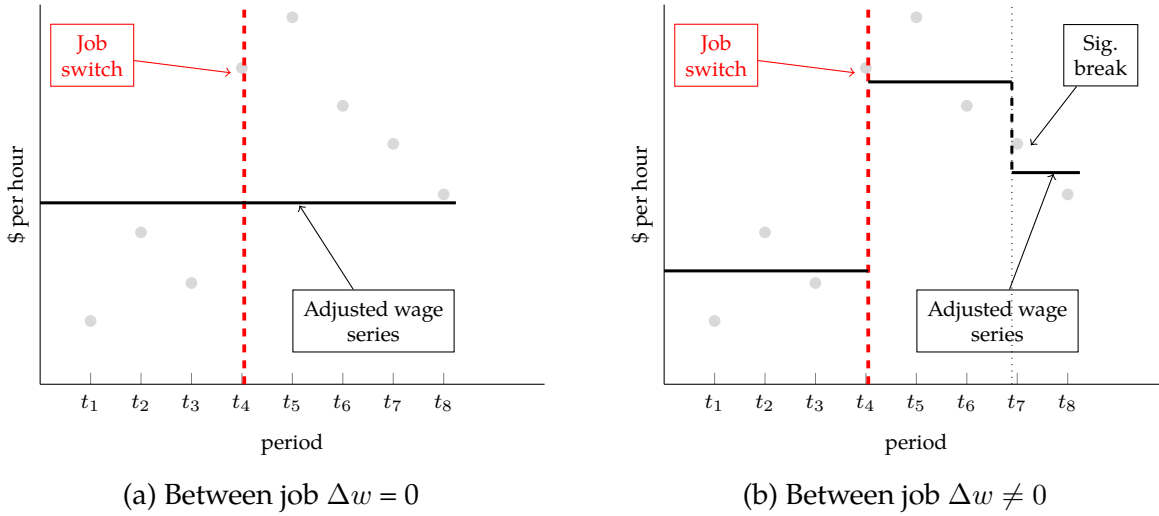 Job
switch
$ per hour
Adjusted wage
series
t1 t2 t3 t4 t5 t6 t7 t8
period
(a) Between job Δw = 0
Job
switch
Sig.
break
$ per hour
Adjusted wage
series
t1 t2 t3 t4 t5 t6 t7 t8
period
(b) Between job Δw ≠ 0